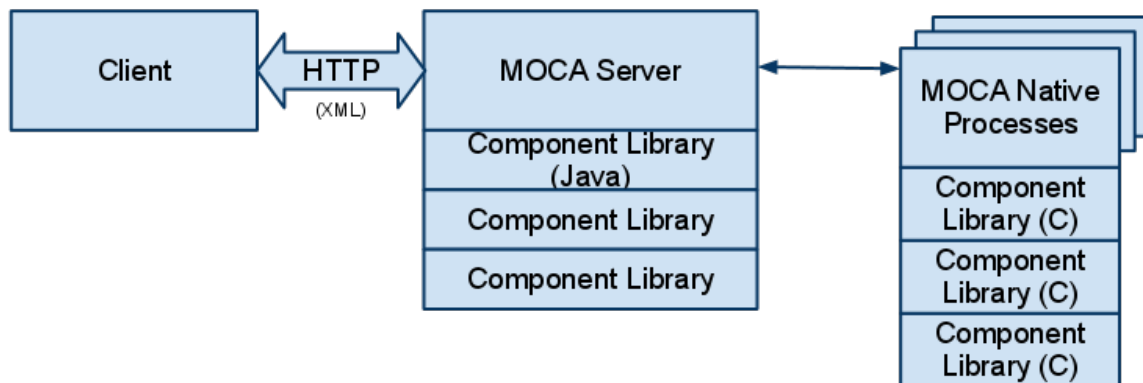 Client
HTTP
(XML)
MOCA Server
Component Library
(Java)
Component Library
Component Library
MOCA Native
Processes
Component
Library (C)
Component
Library (C)
Component
Library (C)